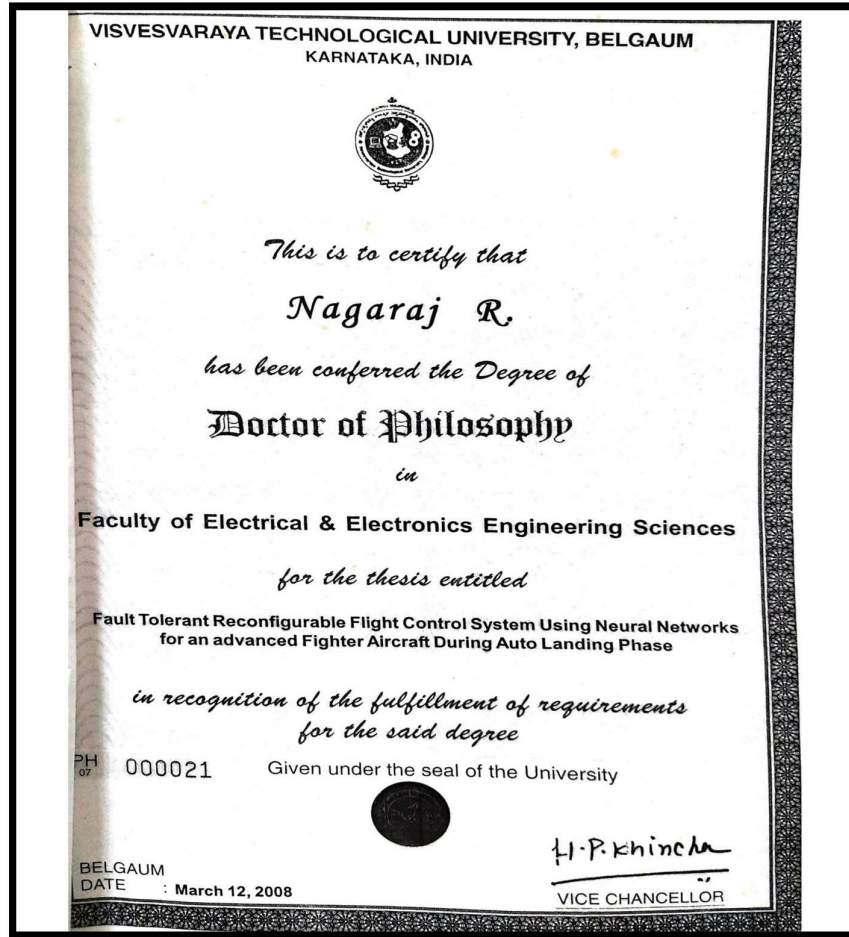 VISVESVARAYA TECHNOLOGICAL UNIVERSITY, BELGAUM
KARNATAKA, INDIA
This is to certify that
Nagaraj R.
has been conferred the Degree of
Doctor of Philosophy
in
Faculty of Electrical & Electronics Engineering Sciences
for the thesis entitled
Fault Tolerant Reconfigurable Flight Control System Using Neural Networks
for an advanced Fighter Aircraft During Auto Landing Phase
in recognition of the fulfillment of requirements
for the said degree
PH 07 000021 Given under the seal of the University
H.P. Khincha
BELGAUM
DATE : March 12, 2008
VICE CHANCELLOR